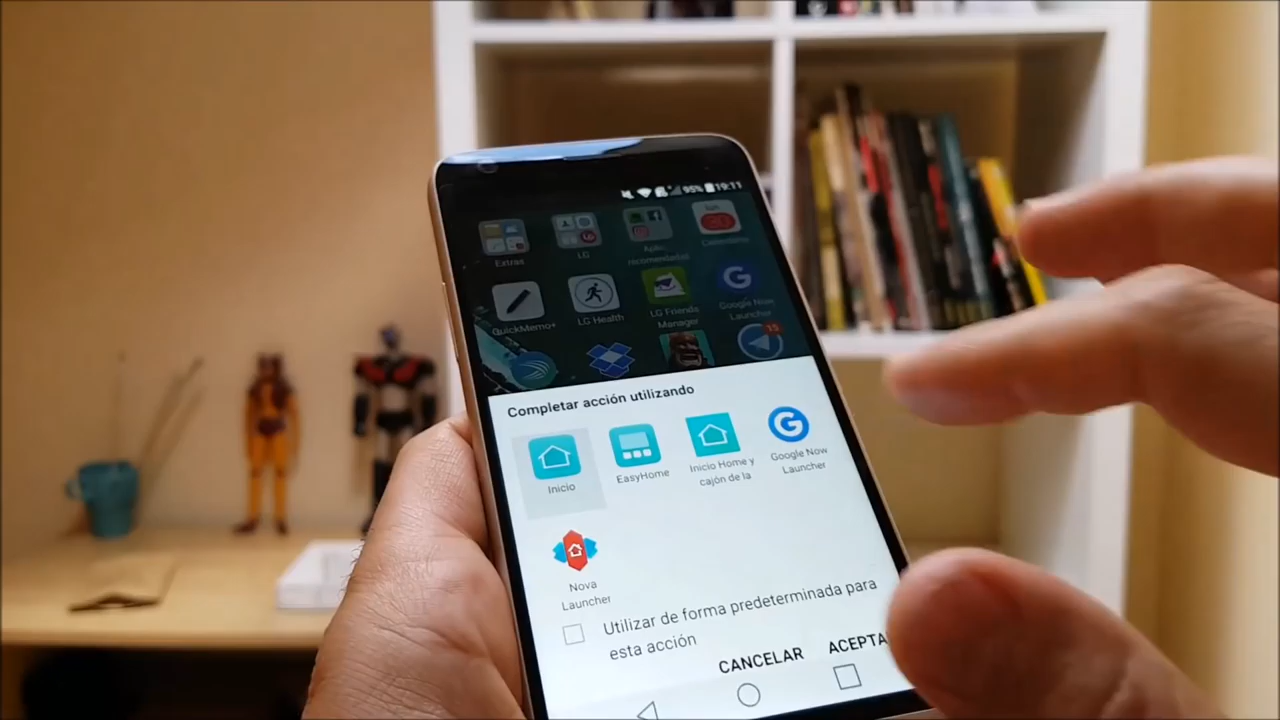 95% 19:11
Extras
LG
Aplic.
recomendadas
Calendario
QuickMemo+
LG Health
LG Friends
Manager
Google Now
Launcher
15
Completar acción utilizando
Inicio
EasyHome
Inicio Home y
cajón de la
Google Now
Launcher
Nova
Launcher
Utilizar de forma predeterminada para
esta acción
CANCELAR
ACEPTA